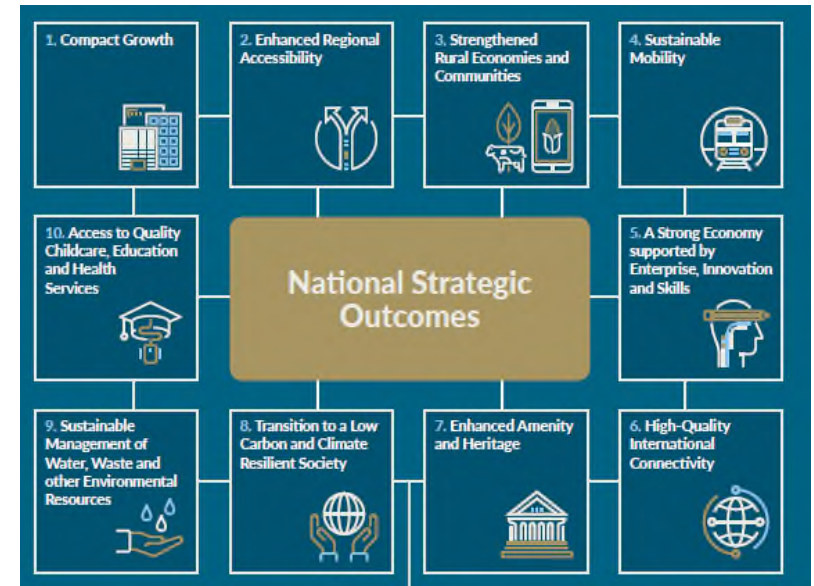 1. Compact Growth
2. Enhanced Regional
Accessibility
3. Strengthened
Rural Economies and
Communities
4. Sustainable
Mobility
10. Access to Quality
Childcare, Education
and Health
Services
National Strategic
Outcomes
5. A Strong Economy
supported by
Enterprise, Innovation
and Skills
9. Sustainable
Management of
Water, Waste and
other Environmental
Resources
8. Transition to a Low
Carbon and Climate
Resilient Society
7. Enhanced Amenity
and Heritage
6. High-Quality
International
Connectivity